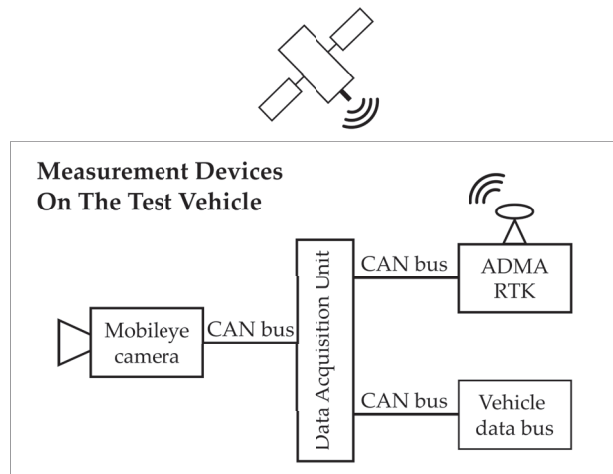 Measurement Devices
On The Test Vehicle
Mobileye
camera
CAN bus
Data Acquisition Unit
CAN bus
ADMA
RTK
CAN bus
Vehicle
data bus